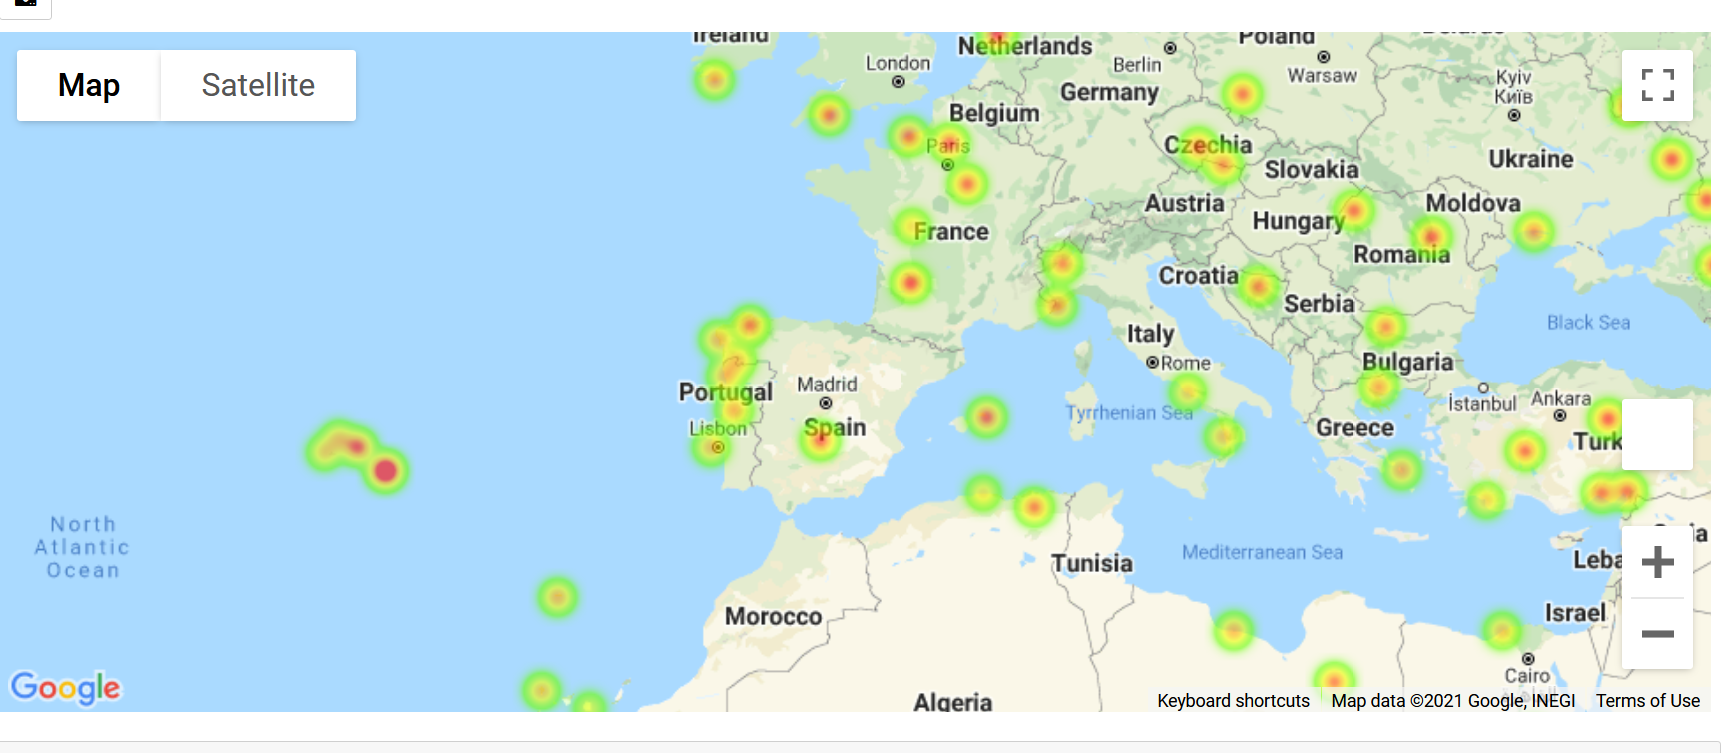 Map
Satellite
Ireland
Netherlands
Poland
London
Berlin
Warsaw
Kyiv
Київ
Germany
Belgium
Paris
Czechia
Slovakia
Ukraine
Austria
Moldova
Hungary
France
Romania
Croatia
Serbia
Italy
Black Sea
Rome
Bulgaria
Portugal
Madrid
İstanbul
Ankara
Tyrrhenian Sea
Lisbon
Spain
Greece
Turk
North
Atlantic
Ocean
Mediterranean Sea
Tunisia
Leba
Morocco
Israel
Cairo
Google
Algeria
Keyboard shortcuts
Map data ©2021 Google, INEGI
Terms of Use